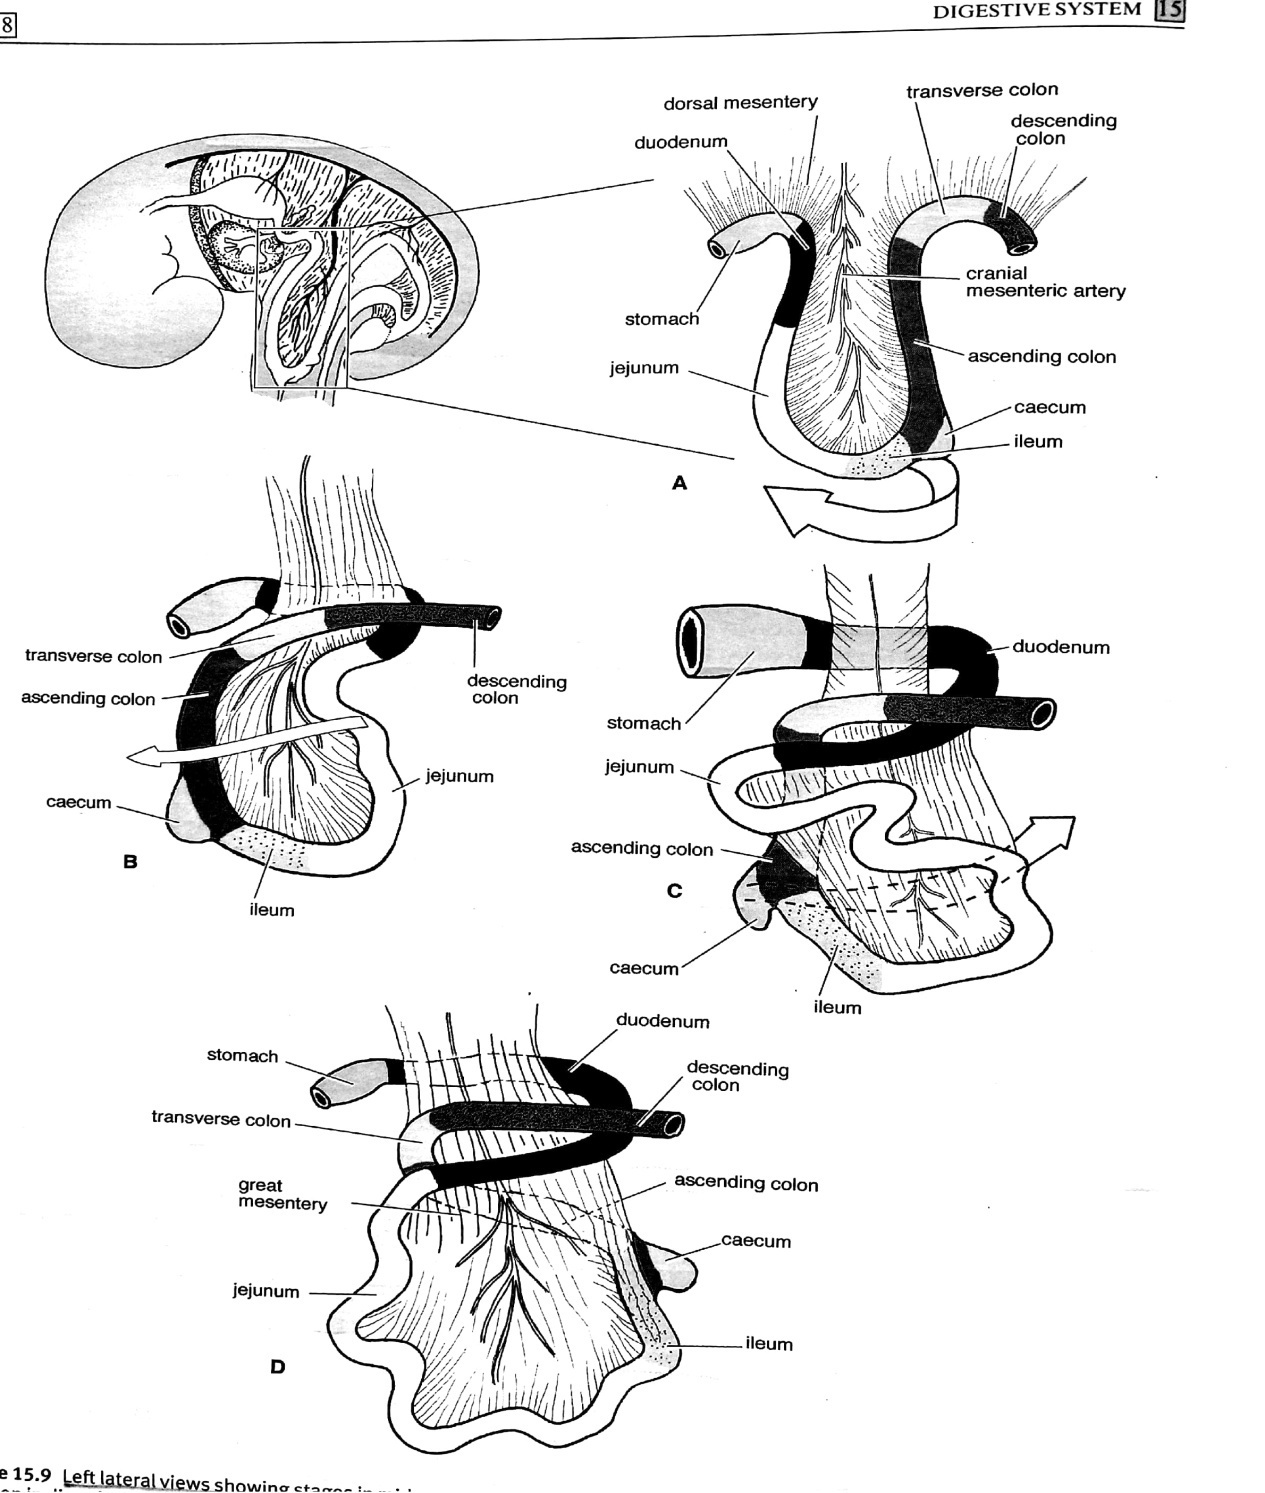 8
DIGESTIVE SYSTEM 15
dorsal mesentery
transverse colon
duodenum
descending
colon
cranial
mesenteric artery
stomach
ascending colon
jejunum
caecum
ileum
A
transverse colon
ascending colon
descending
colon
jejunum
caecum
B
ileum
duodenum
stomach
jejunum
ascending colon
C
caecum
ileum
duodenum
stomach
descending
colon
transverse colon
great
mesentery
ascending colon
caecum
jejunum
ileum
D
e 15.9 Left lateral views showing stages in